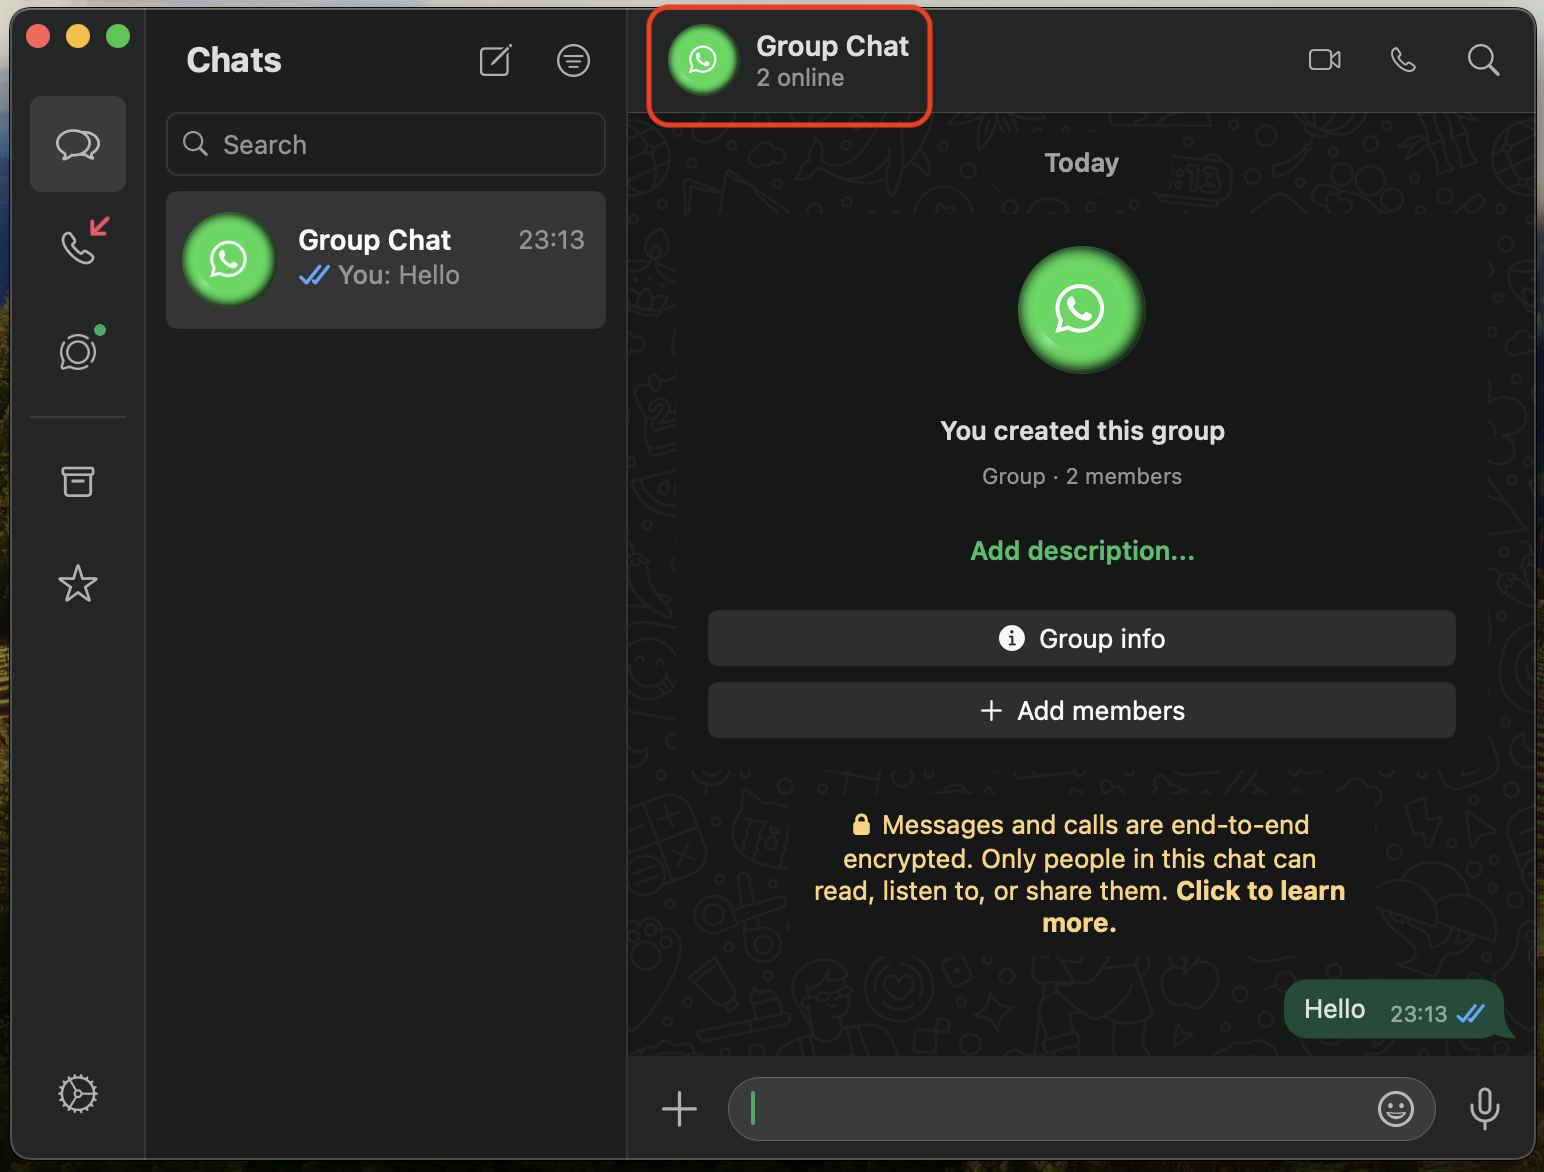 Chats
Search
Group Chat 23:13
You: Hello
Group Chat
2 online
Today
You created this group
Group · 2 members
Add description...
Group info
Add members
Messages and calls are end-to-end
encrypted. Only people in this chat can
read, listen to, or share them. Click to learn
more.
Hello 23:13